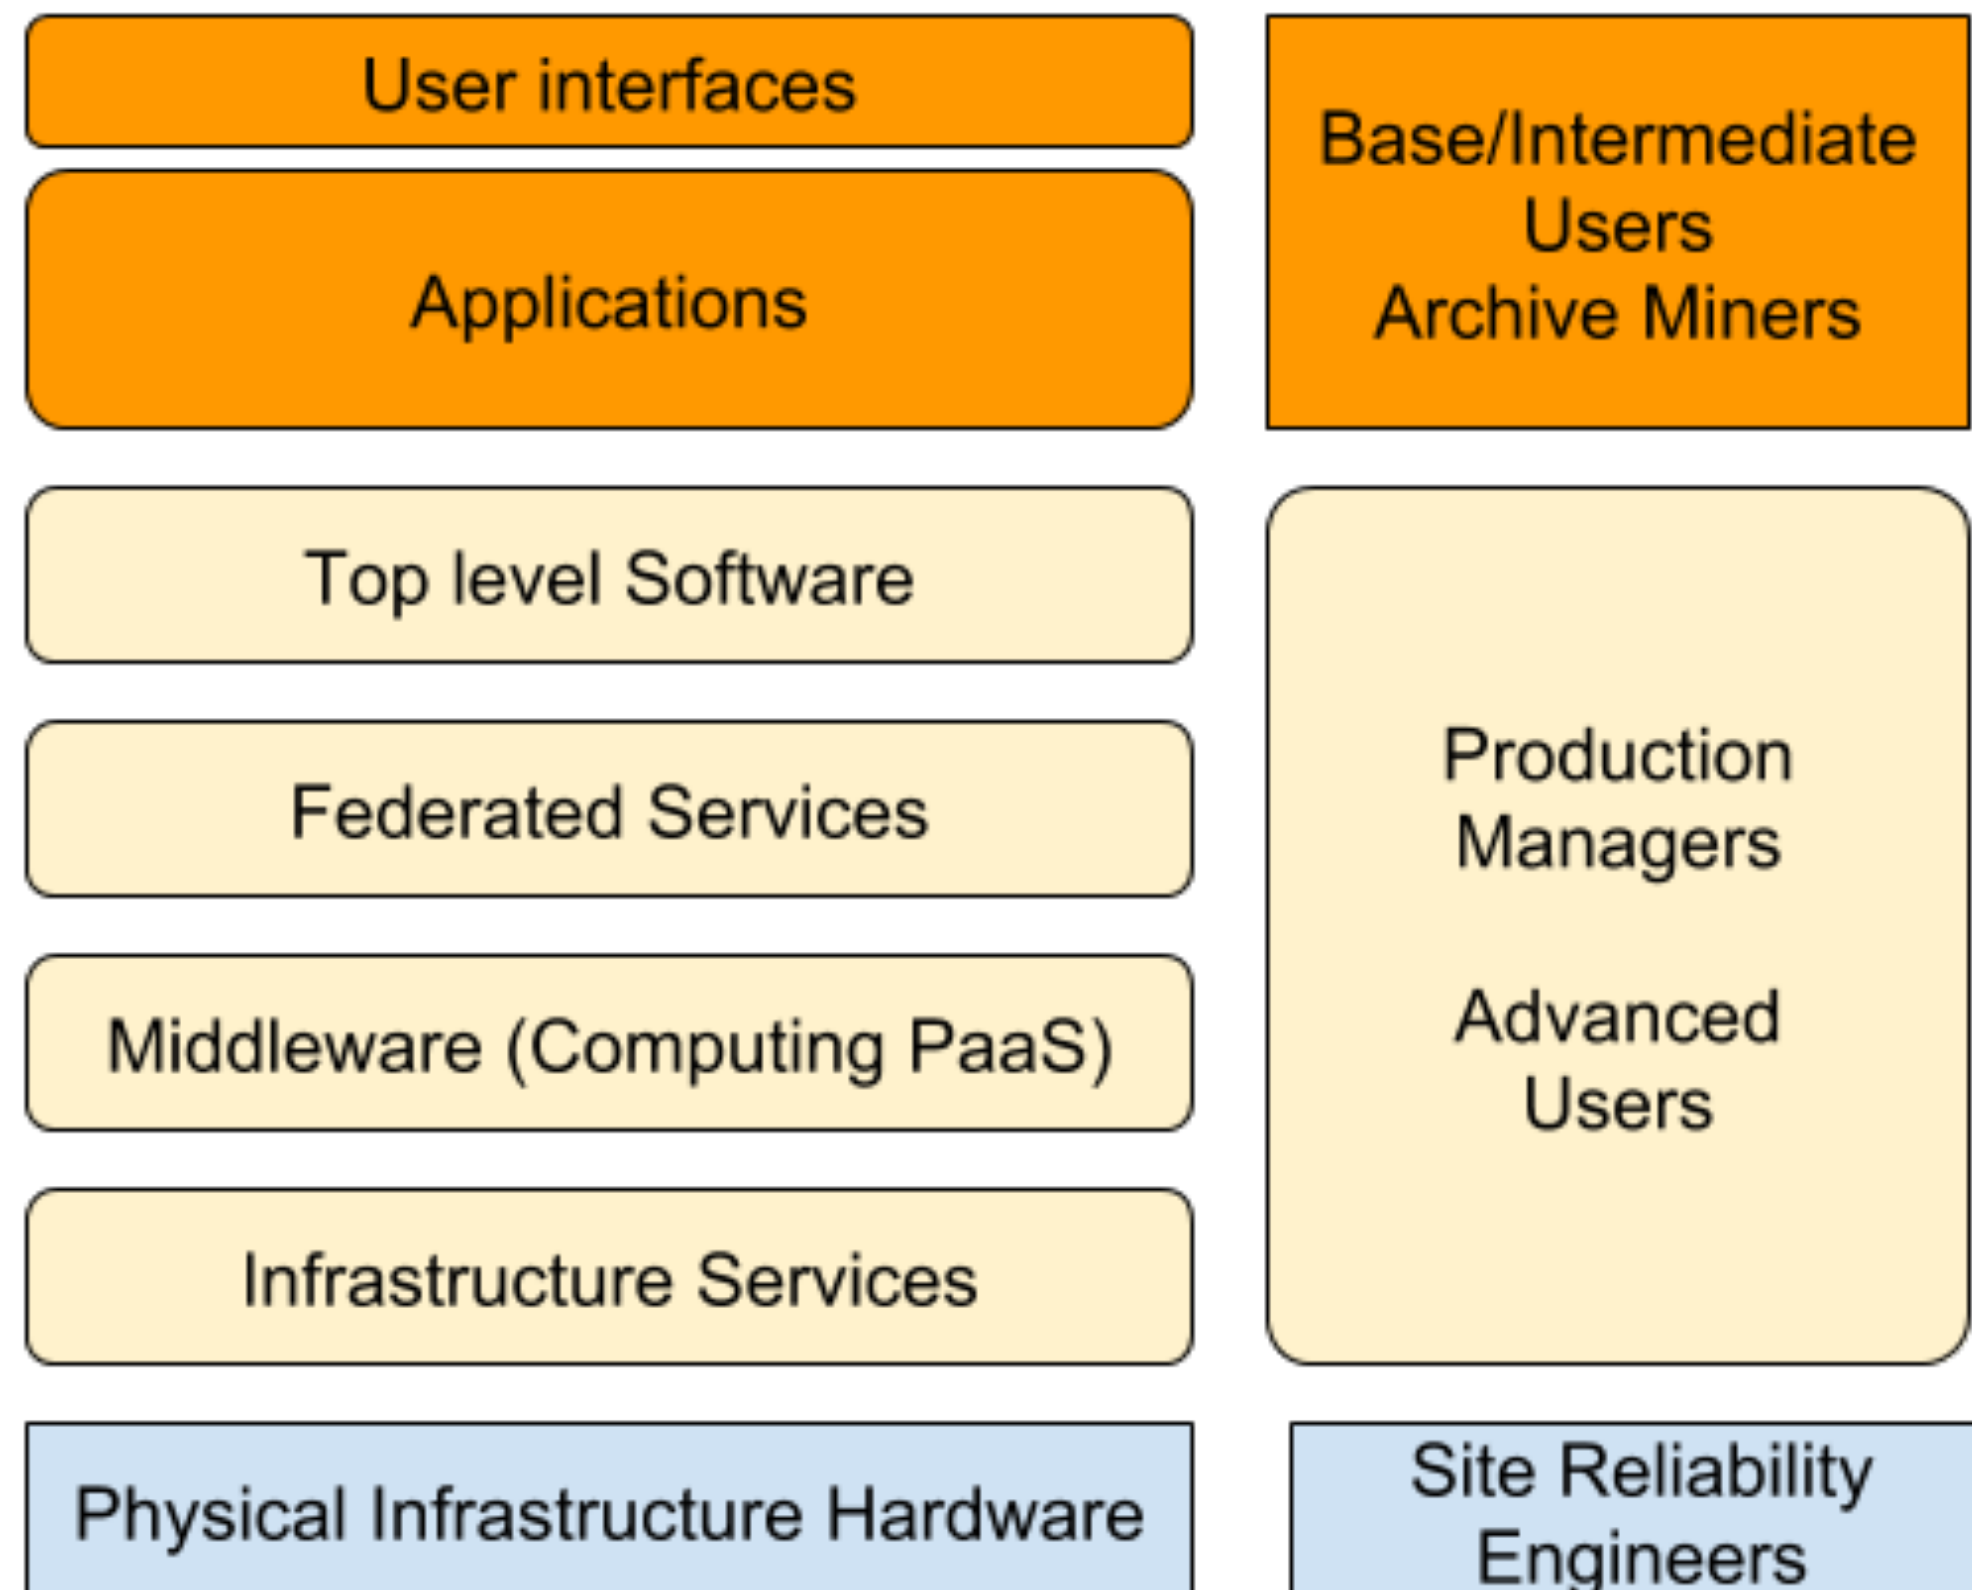 User interfaces
Applications
Base/Intermediate
Users
Archive Miners
Top level Software
Federated Services
Middleware (Computing PaaS)
Infrastructure Services
Production
Managers
Advanced
Users
Physical Infrastructure Hardware
Site Reliability
Engineers